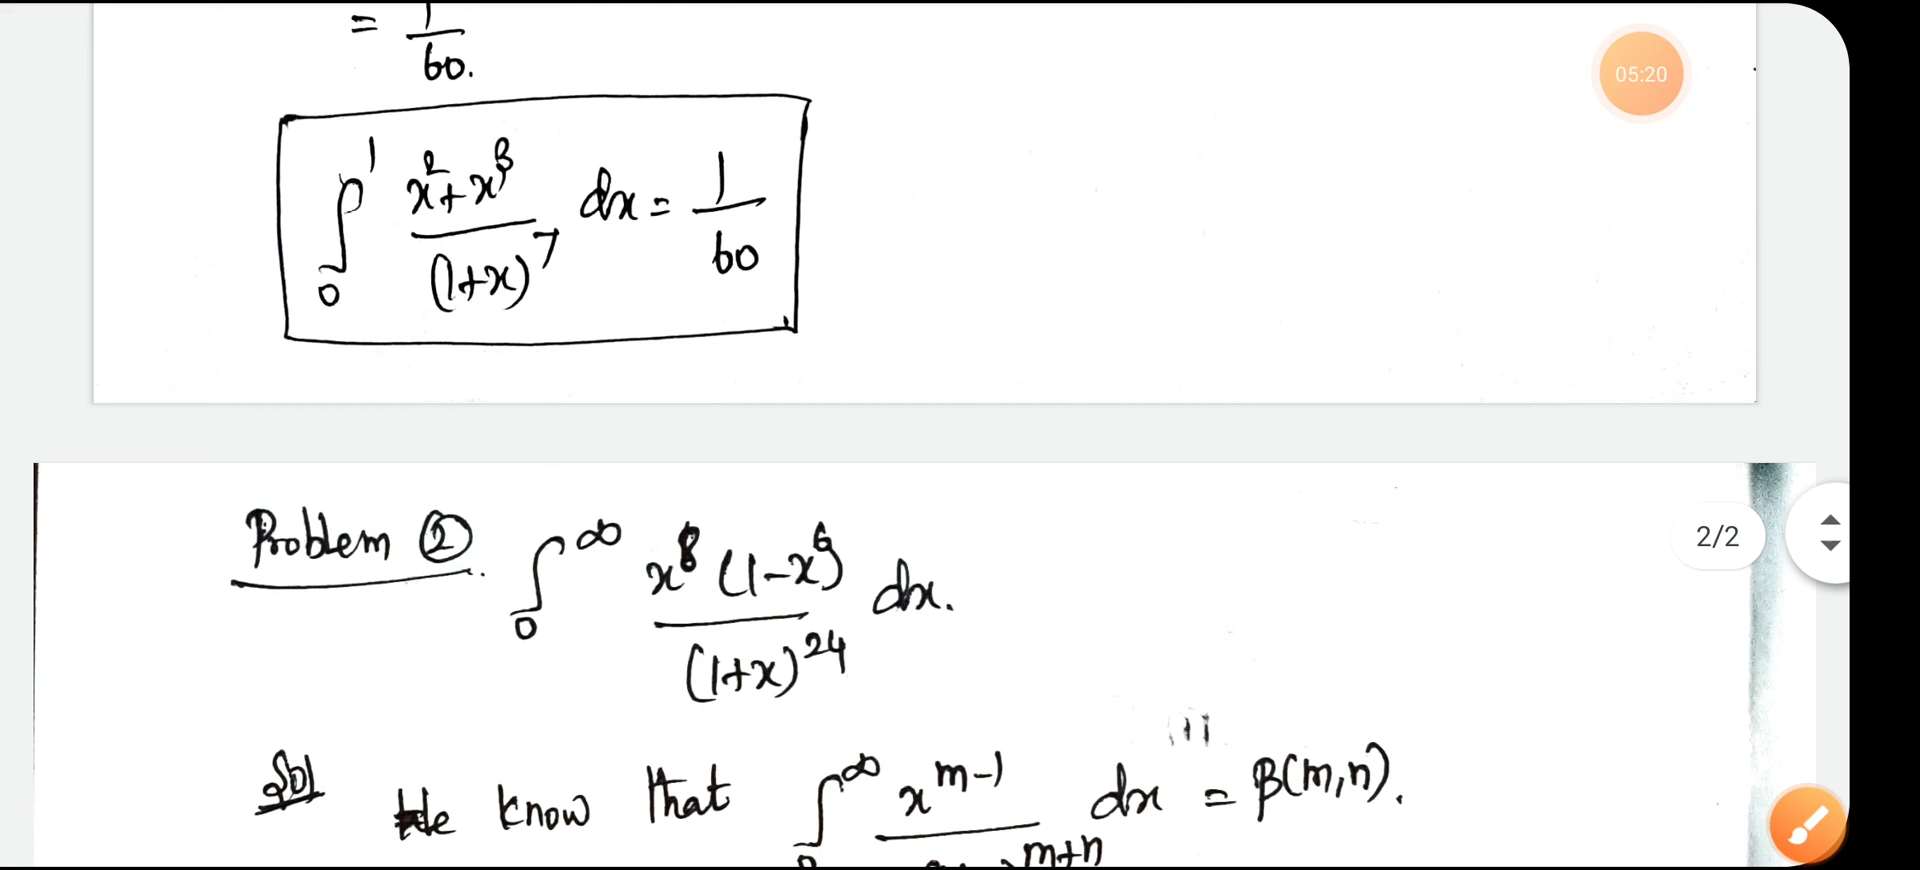 = 1/60.
05:20
∫₀¹ (x²+x³)/(1+x)⁷ dx = 1/60
Problem ② ∫₀^∞ x⁸(1-x⁶)/(1+x)²⁴ dx.
2/2
Sol We know that ∫₀^∞ x^(m-1)/ ^(m+n) dx = β(m,n).